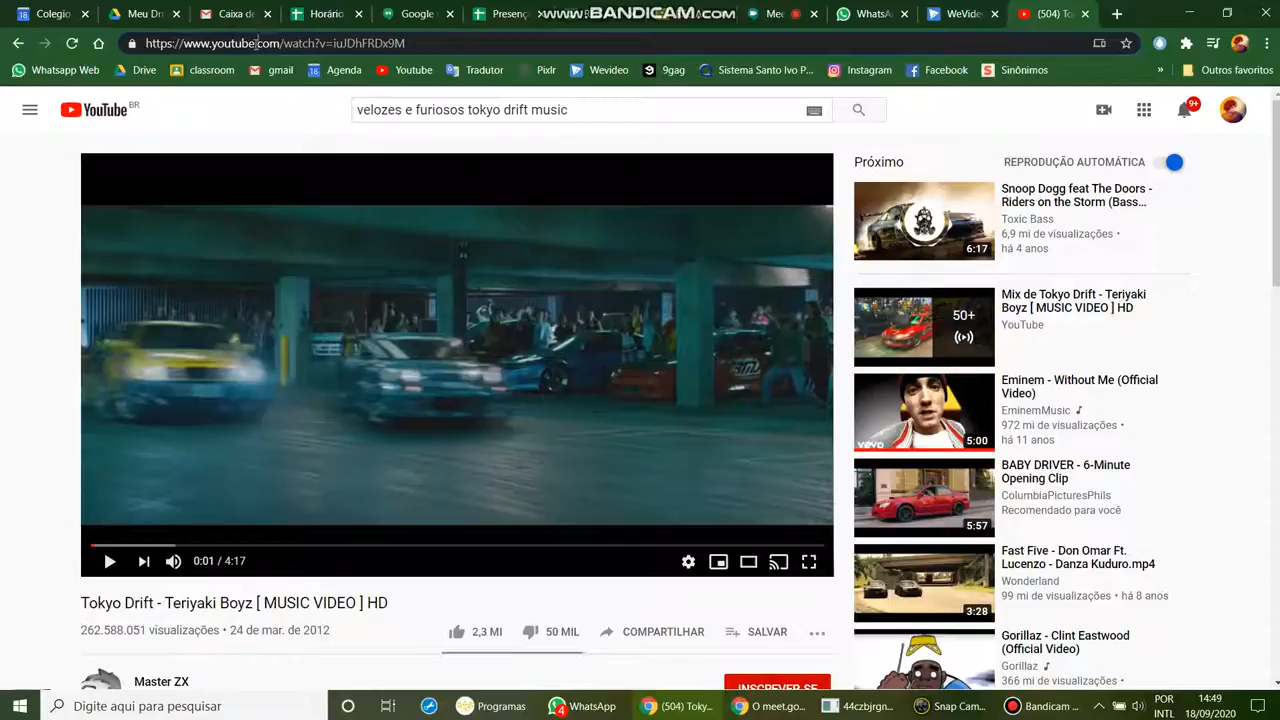 Colegio
Meu Dri
Caixa de
Horário
Google
Presença
www.BANDICAM.com
Mee
WhatsA
WeVide
(504) To
https://www.youtube.com/watch?v=iuJDhFRDx9M
Whatsapp Web
Drive
classroom
gmail
Agenda
Youtube
Tradutor
Pixlr
Wevideo
9gag
Sistema Santo Ivo P...
Instagram
Facebook
Sinônimos
»
Outros favoritos
YouTube BR
velozes e furiosos tokyo drift music
9+
Próximo
REPRODUÇÃO AUTOMÁTICA
Snoop Dogg feat The Doors -
Riders on the Storm (Bass...
Toxic Bass
6,9 mi de visualizações •
há 4 anos
6:17
Mix de Tokyo Drift - Teriyaki
Boyz [ MUSIC VIDEO ] HD
YouTube
50+
Eminem - Without Me (Official
Video)
EminemMusic
972 mi de visualizações •
há 11 anos
vevo
5:00
BABY DRIVER - 6-Minute
Opening Clip
ColumbiaPicturesPhils
Recomendado para você
5:57
Fast Five - Don Omar Ft.
Lucenzo - Danza Kuduro.mp4
Wonderland
99 mi de visualizações • há 8 anos
3:28
Gorillaz - Clint Eastwood
(Official Video)
Gorillaz
366 mi de visualizações •
0:01 / 4:17
Tokyo Drift - Teriyaki Boyz [ MUSIC VIDEO ] HD
262.588.051 visualizações • 24 de mar. de 2012
2,3 MI
50 MIL
COMPARTILHAR
SALVAR
Master ZX
INSCREVER-SE
Digite aqui para pesquisar
Programas
4
WhatsApp
(504) Toky...
O meet.go...
44czbjrgn...
Snap Cam...
Bandicam ...
POR
INTL
14:49
18/09/2020